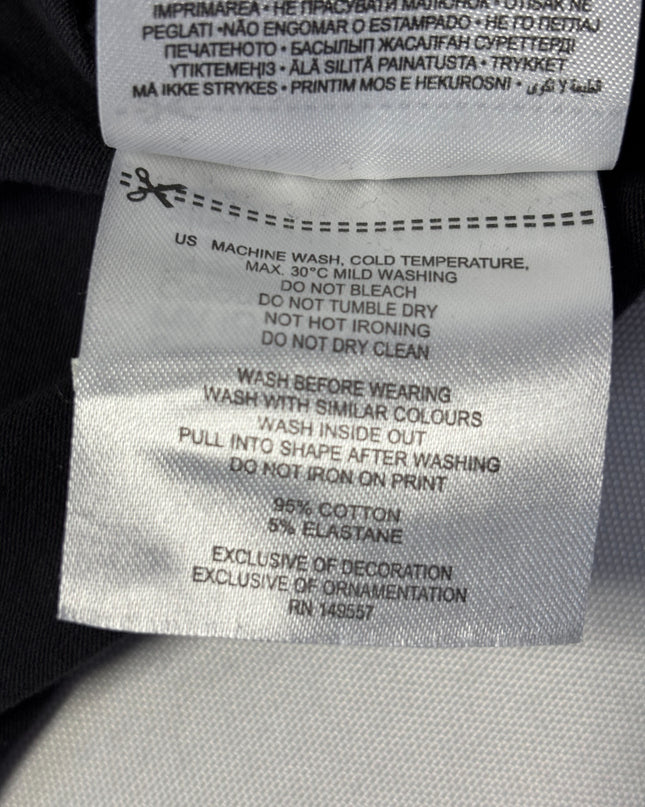 IMPRIMAREA • НЕ ПРАСУВАТИ МАЛЮНОК • OTISAK NE
PEGLATI • NÃO ENGOMAR O ESTAMPADO • НЕ ГО ПЕГЛАЈ
ПЕЧАТЕНОТО • БАСЫЛЫП ЖАСАЛҒАН СУРЕТТЕРДІ
ҮТІКТЕМЕҢІЗ • ÄLÄ SILITÄ PAINATUSTA • TRYKKET
MÅ IKKE STRYKES • PRINTIM MOS E HEKUROSNI • الطبعة لا تكوى
US MACHINE WASH, COLD TEMPERATURE,
MAX. 30°C MILD WASHING
DO NOT BLEACH
DO NOT TUMBLE DRY
NOT HOT IRONING
DO NOT DRY CLEAN
WASH BEFORE WEARING
WASH WITH SIMILAR COLOURS
WASH INSIDE OUT
PULL INTO SHAPE AFTER WASHING
DO NOT IRON ON PRINT
95% COTTON
5% ELASTANE
EXCLUSIVE OF DECORATION
EXCLUSIVE OF ORNAMENTATION
RN 149557